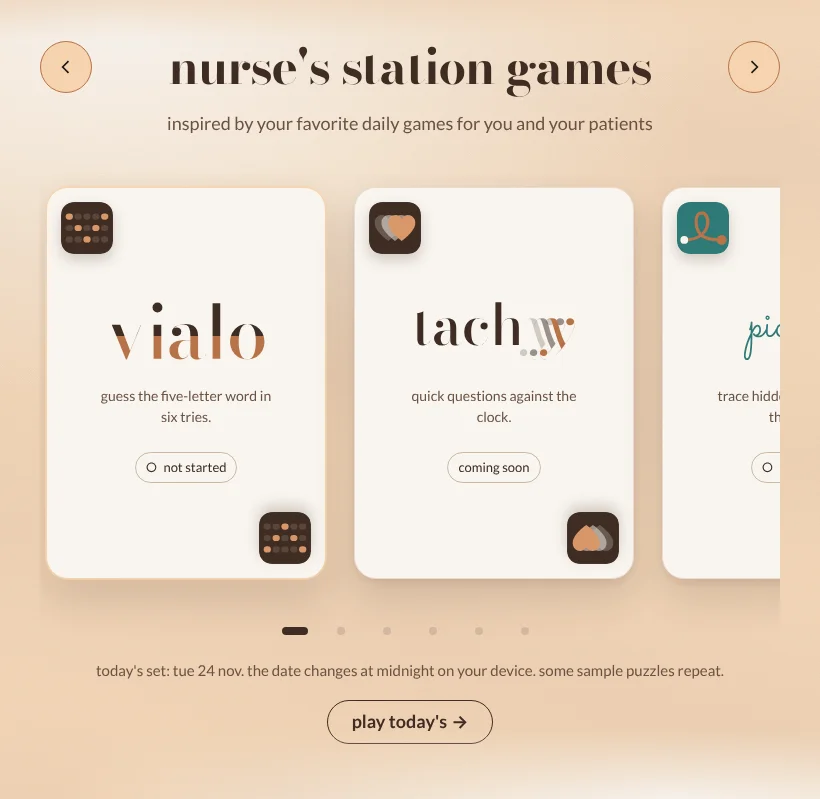 nurse's station games
inspired by your favorite daily games for you and your patients
vialo
guess the five-letter word in
six tries.
not started
tachy
quick questions against the
clock.
coming soon
trace
today's set: tue 24 nov. the date changes at midnight on your device. some sample puzzles repeat.
play today's →